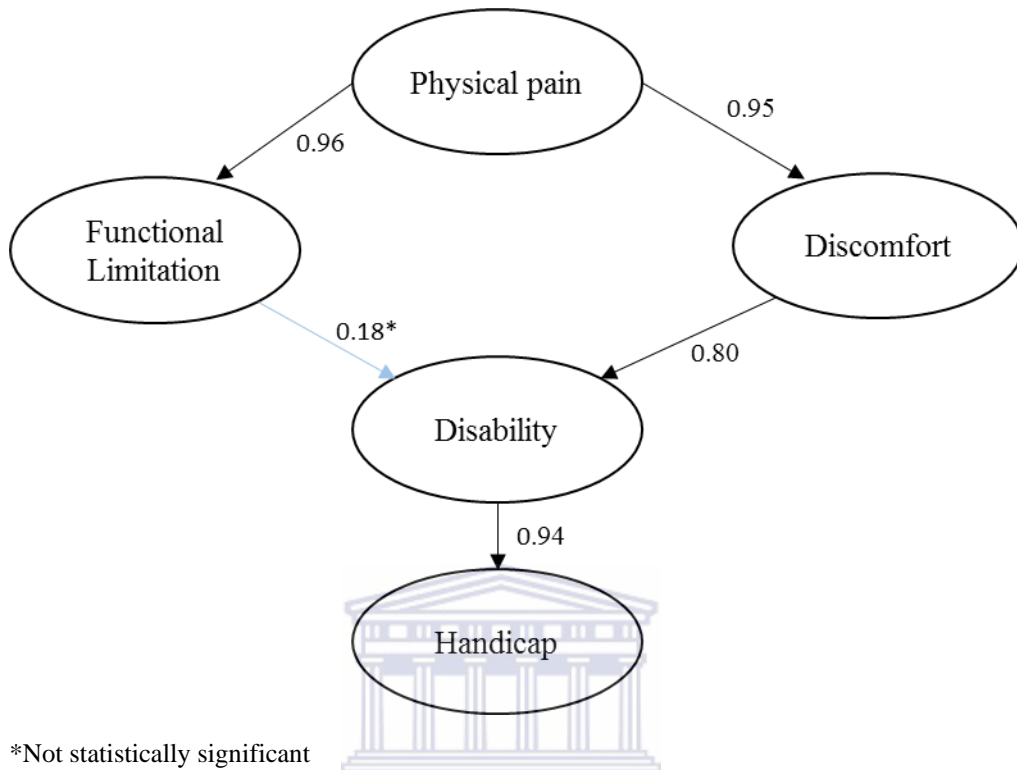 Physical pain
0.96
0.95
Functional
Limitation
Discomfort
0.18*
0.80
Disability
0.94
Handicap
*Not statistically significant